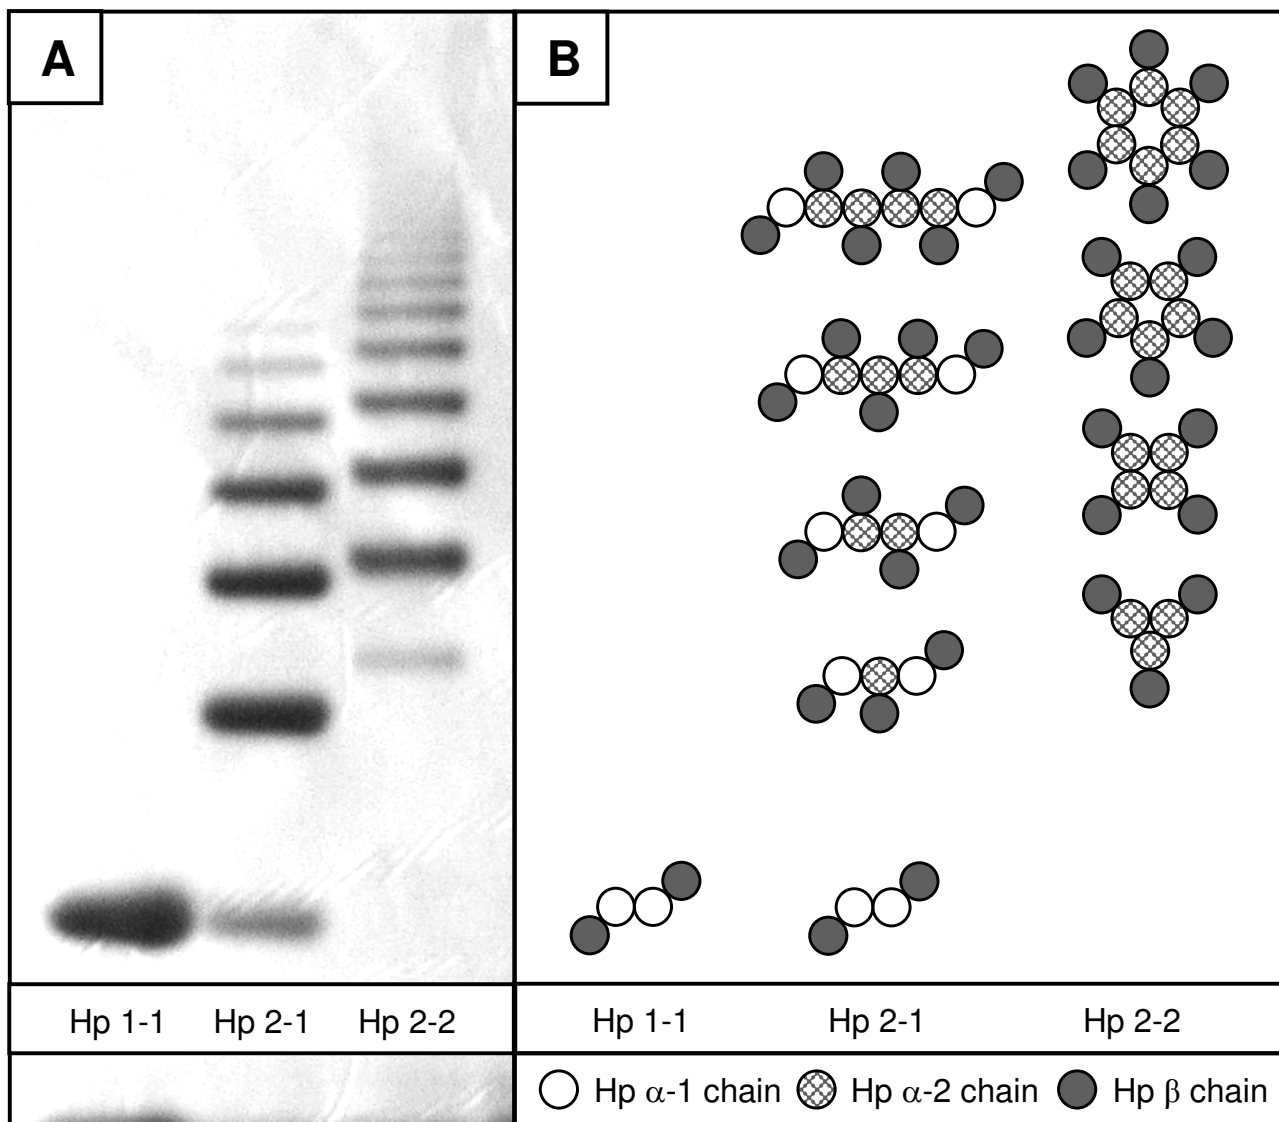 A
B
Hp 1-1 Hp 2-1 Hp 2-2
Hp 1-1 Hp 2-1 Hp 2-2
Hp α-1 chain Hp α-2 chain Hp β chain